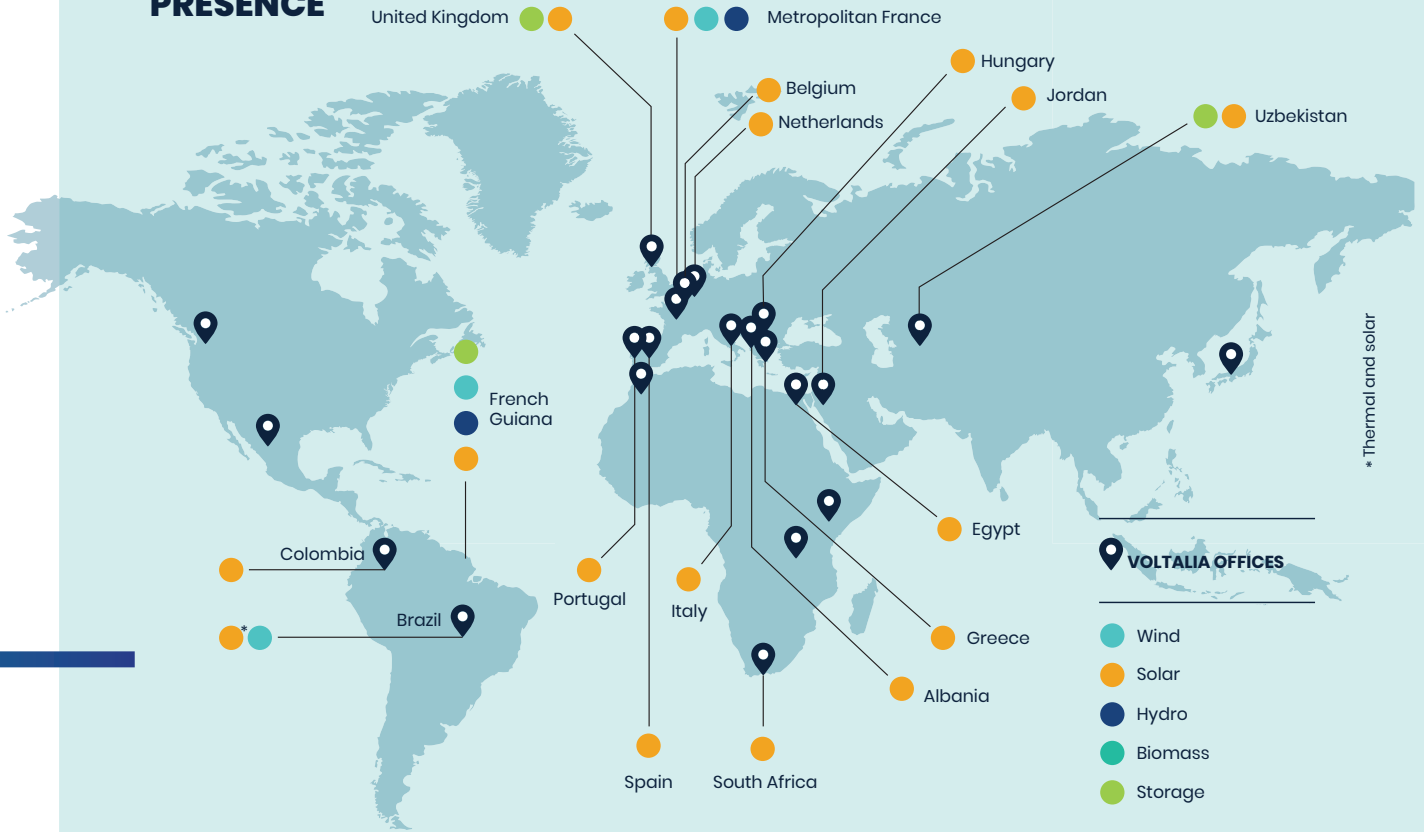 PRESENCE
United Kingdom
Metropolitan France
Hungary
Belgium
Jordan
Netherlands
Uzbekistan
French
Guiana
* Thermal and solar
Egypt
Colombia
VOLTALIA OFFICES
Portugal
Italy
Brazil
*
Greece
Wind
Solar
Albania
Hydro
Biomass
Spain
South Africa
Storage